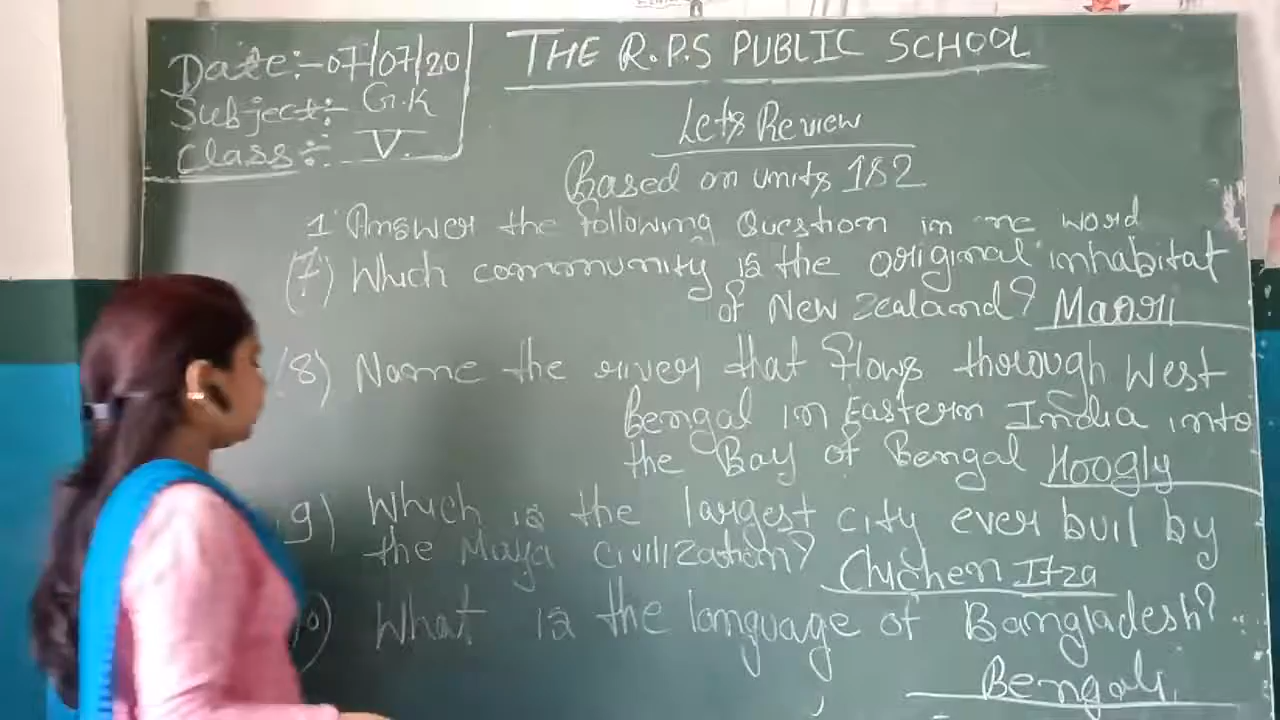 Date:-07/07/20
Subject:- G.K
Class:- V.
THE R.P.S PUBLIC SCHOOL
Let's Review
Based on units 1&2
1. Answer the following Question in word
(7) Which community is the original inhabitat
of New Zealand? Maori
(8) Name the river that flows through West
Bengal in Eastern India into
the Bay of Bengal Hoogly
9) Which is the largest city ever buil by
the Maya civilization? Chichen Itza
10) What is the language of Bangladesh?
Bengali